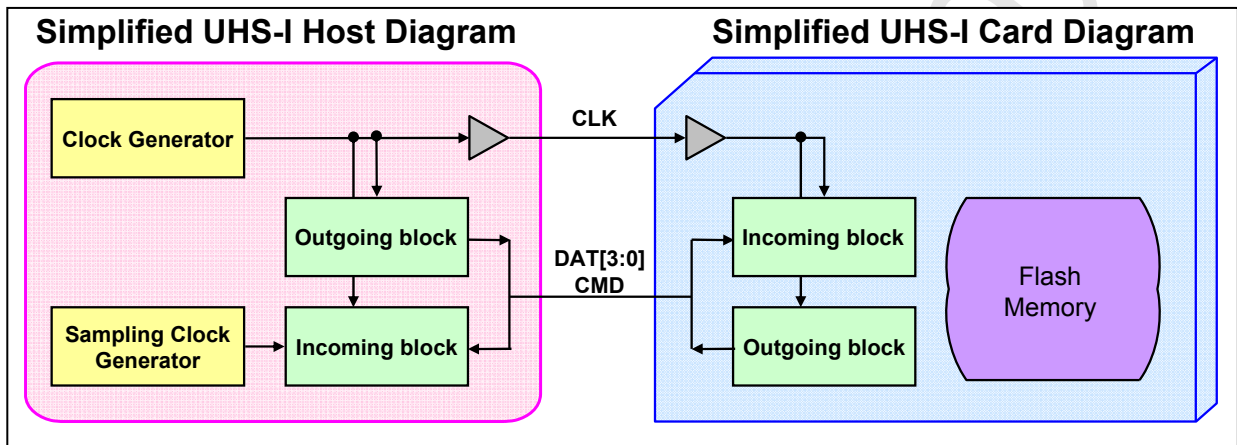 Simplified UHS-I Host Diagram
Simplified UHS-I Card Diagram
Clock Generator
CLK
Outgoing block
Incoming block
DAT[3:0]
CMD
Flash
Memory
Sampling Clock
Generator
Incoming block
Outgoing block